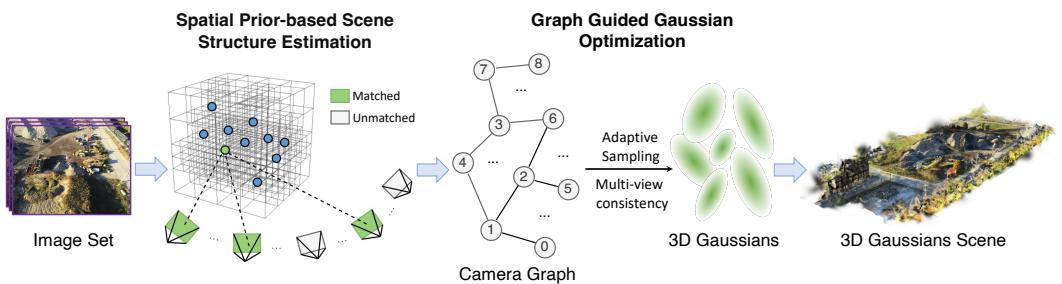 Spatial Prior-based Scene
Structure Estimation
Graph Guided Gaussian
Optimization
Matched
Unmatched
7
8
...
3
6
4
...
...
2
5
...
1
0
Adaptive
Sampling
Multi-view
consistency
...
...
...
Image Set
Camera Graph
3D Gaussians
3D Gaussians Scene